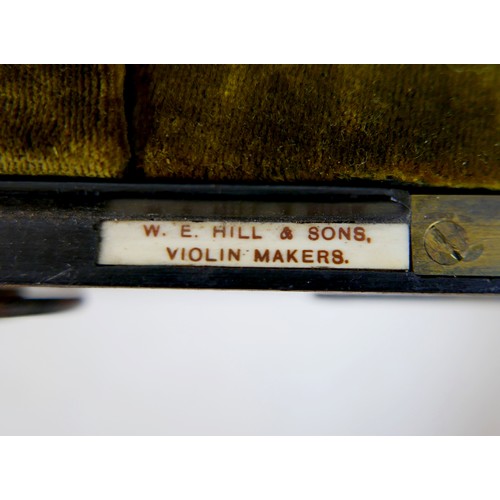 W. E. HILL & SONS,
VIOLIN MAKERS.